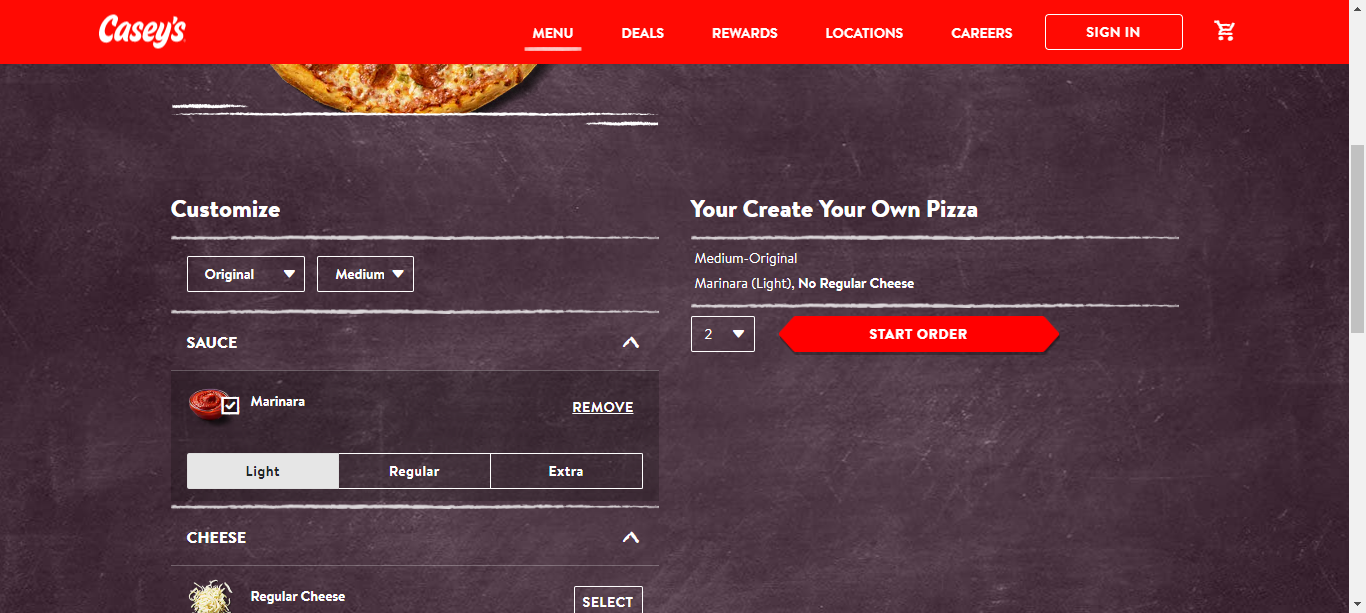 Casey's
MENU
DEALS
REWARDS
LOCATIONS
CAREERS
SIGN IN
Customize
Original
Medium
SAUCE
Marinara
REMOVE
Light
Regular
Extra
CHEESE
Regular Cheese
SELECT
Your Create Your Own Pizza
Medium-Original
Marinara (Light), No Regular Cheese
2
START ORDER